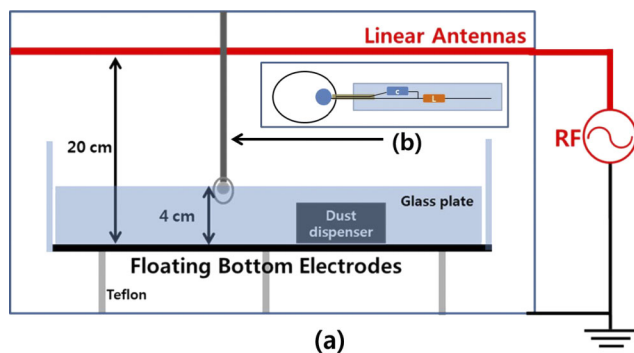 Linear Antennas
C
L
(b)
20 cm
RF
4 cm
Glass plate
Dust
dispenser
Floating Bottom Electrodes
Teflon
(a)